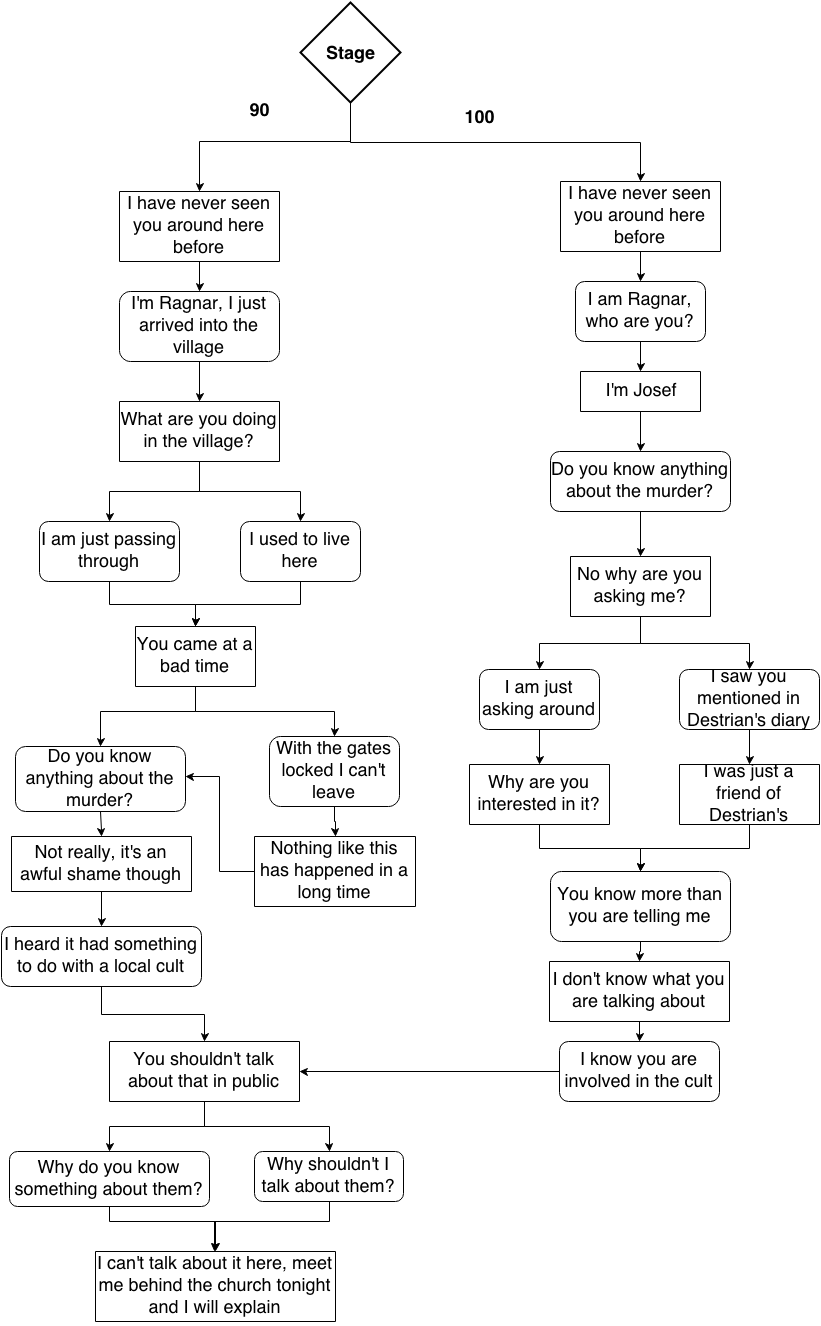 Stage
90
100
I have never seen
you around here
before
I have never seen
you around here
before
I'm Ragnar, I just
arrived into the
village
I am Ragnar,
who are you?
What are you doing
in the village?
I'm Josef
Do you know anything
about the murder?
I am just passing
through
I used to live
here
No why are you
asking me?
You came at a
bad time
I am just
asking around
I saw you
mentioned in
Destrian's diary
Do you know
anything about the
murder?
With the gates
locked I can't
leave
Why are you
interested in it?
I was just a
friend of
Destrian's
Not really, it's an
awful shame though
Nothing like this
has happened in a
long time
You know more than
you are telling me
I heard it had something
to do with a local cult
I don't know what you
are talking about
You shouldn't talk
about that in public
I know you are
involved in the cult
Why do you know
something about them?
Why shouldn't I
talk about them?
I can't talk about it here, meet
me behind the church tonight
and I will explain